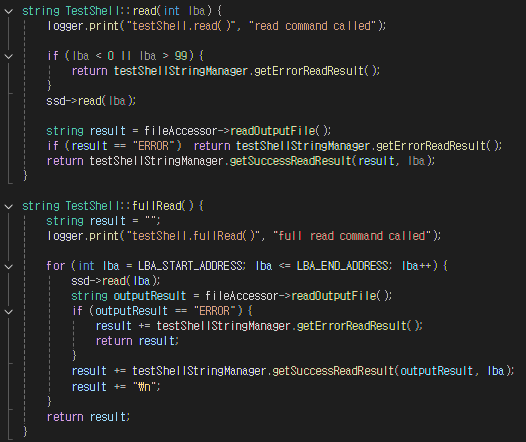 string TestShell::read(int lba) {
    logger.print("testShell.read()", "read command called");

    if (lba < 0 || lba > 99) {
        return testShellStringManager.getErrorReadResult();
    }
    ssd->read(lba);

    string result = fileAccessor->readOutputFile();
    if (result == "ERROR")  return testShellStringManager.getErrorReadResult();
    return testShellStringManager.getSuccessReadResult(result, lba);
}

string TestShell::fullRead() {
    string result = "";
    logger.print("testShell.fullRead()", "full read command called");

    for (int lba = LBA_START_ADDRESS; lba <= LBA_END_ADDRESS; lba++) {
        ssd->read(lba);
        string outputResult = fileAccessor->readOutputFile();
        if (outputResult == "ERROR") {
            result += testShellStringManager.getErrorReadResult();
            return result;
        }
        result += testShellStringManager.getSuccessReadResult(outputResult, lba);
        result += "₩n";
    }
    return result;
}